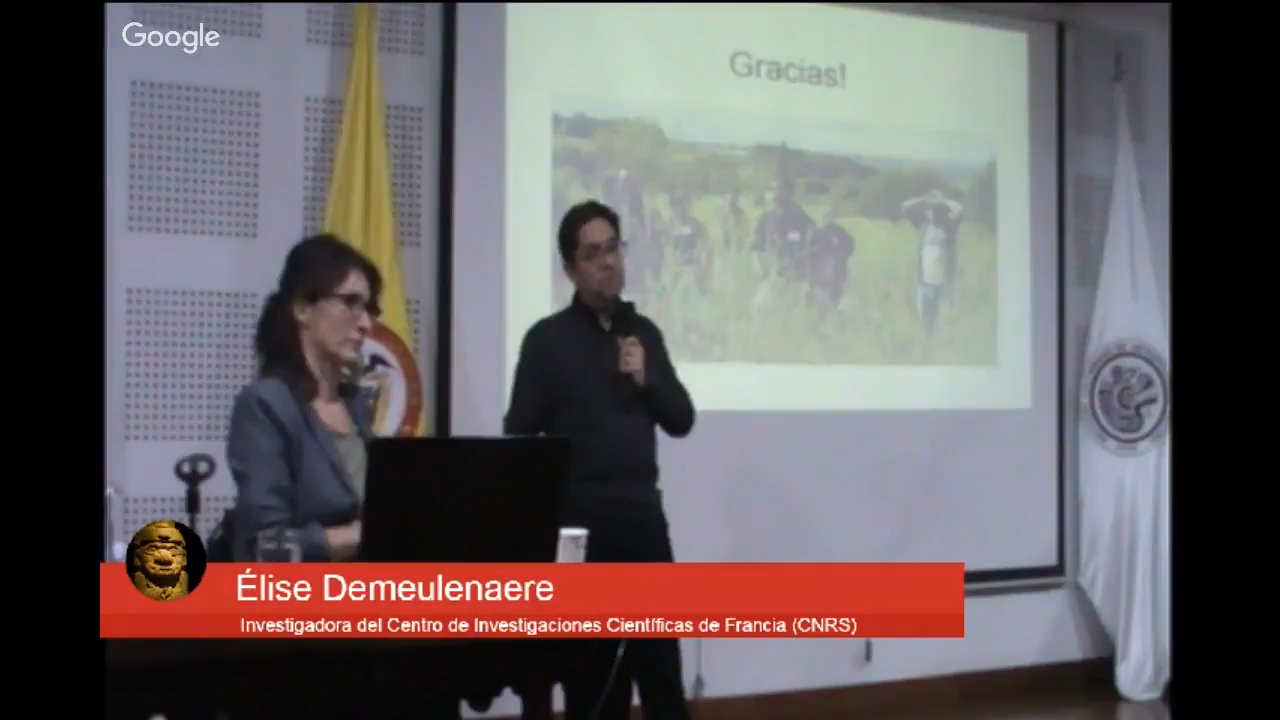 Google
Gracias!
Élise Demeulenaere
Investigadora del Centro de Investigaciones Científicas de Francia (CNRS)